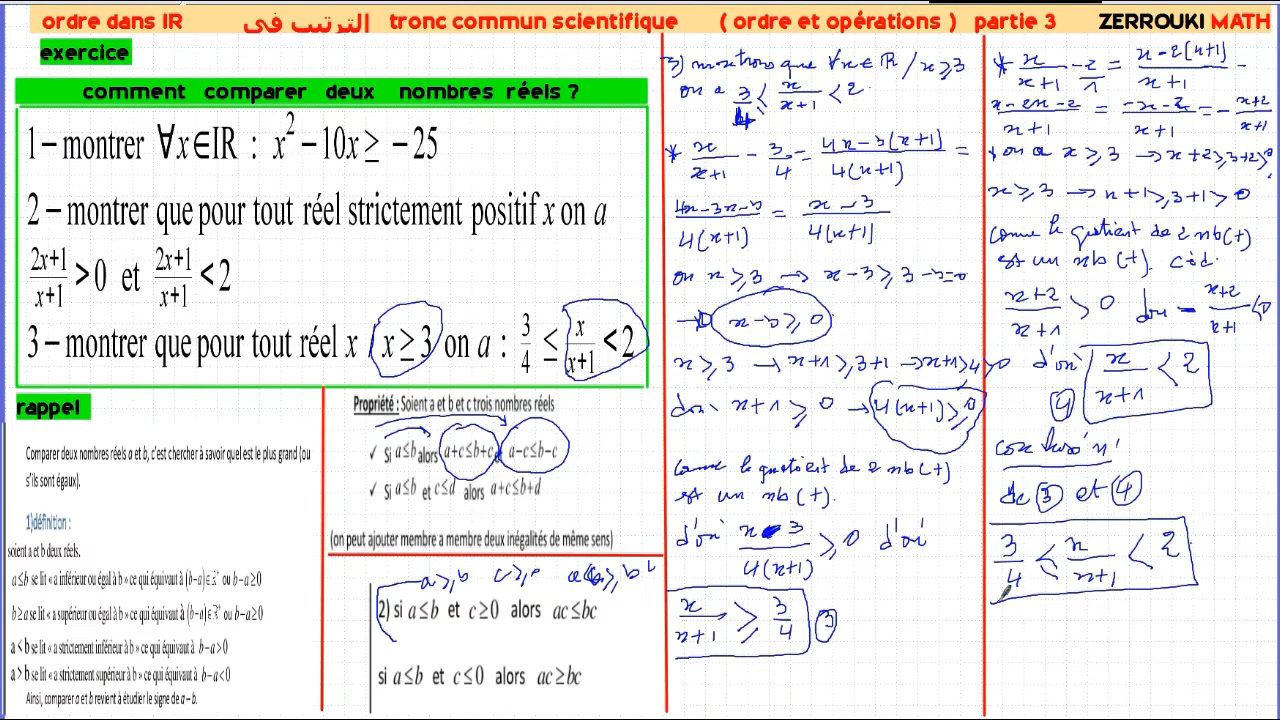 ordre dans IR الترتيب في tronc commun scientifique ( ordre et opérations ) partie 3 ZERROUKI MATH
exercice
comment comparer deux nombres réels ?
1 – montrer ∀x∈IR : x² – 10x ≥ – 25
2 – montrer que pour tout réel strictement positif x on a
(2x+1)/(x+1) > 0 et (2x+1)/(x+1) < 2
3 – montrer que pour tout réel x / x ≥ 3 on a : 3/4 ≤ x/(x+1) < 2
rappel
Comparer deux nombres réels a et b, c'est chercher à savoir quel est le plus grand (ou
s'ils sont égaux).
1)définition :
soient a et b deux réels.
a ≤ b se lit « a inférieur ou égal à b » ce qui équivaut à (b–a)∈ℝ⁺ ou b–a≥0
b ≥ a se lit « a supérieur ou égal à b » ce qui équivaut à (b–a)∈ℝ⁺ ou b–a≥0
a < b se lit « a strictement inférieur à b » ce qui équivaut à b–a>0
a > b se lit « a strictement supérieur à b » ce qui équivaut à b–a<0
Ainsi, comparer a et b revient à étudier le signe de a – b.
Propriété : Soient a et b et c trois nombres réels
✓ Si a≤b alors a+c≤b+c a–c≤b–c
✓ Si a≤b et c≤d alors a+c≤b+d
(on peut ajouter membre a membre deux inégalités de même sens)
2) si a≤b et c≥0 alors ac≤bc
si a≤b et c≤0 alors ac≥bc
3) montrons que ∀x∈ℝ / x≥3
on a 3/4 ≤ x/(x+1) < 2
* x/(x+1) – 3/4 = (4x–3(x+1))/(4(x+1)) =
(4x–3x–3)/(4(x+1)) = (x–3)/(4(x+1))
on x≥3 → x–3≥3–3=0
→ x–3≥0
x≥3 → x+1≥3+1 → x+1≥4>0
donc x+1≥0 → 4(x+1)≥0
comme le quotient de 2 nb(+)
est un nb(+).
d'où (x–3)/(4(x+1)) ≥ 0 d'où
x/(x+1) ≥ 3/4 3
* x/(x+1) – 2/1 = (x–2(x+1))/(x+1) =
(x–2x–2)/(x+1) = (–x–2)/(x+1) = –(x+2)/(x+1)
* on a x≥3 → x+2≥3+2≥0
x≥3 → x+1≥3+1>0
comme le quotient de 2 nb(+)
est un nb(+). c.à.d.
(x+2)/(x+1) > 0 donc –(x+2)/(x+1) < 0
d'où x/(x+1) < 2
4
conclusion
de 3 et 4
3/4 ≤ x/(x+1) < 2